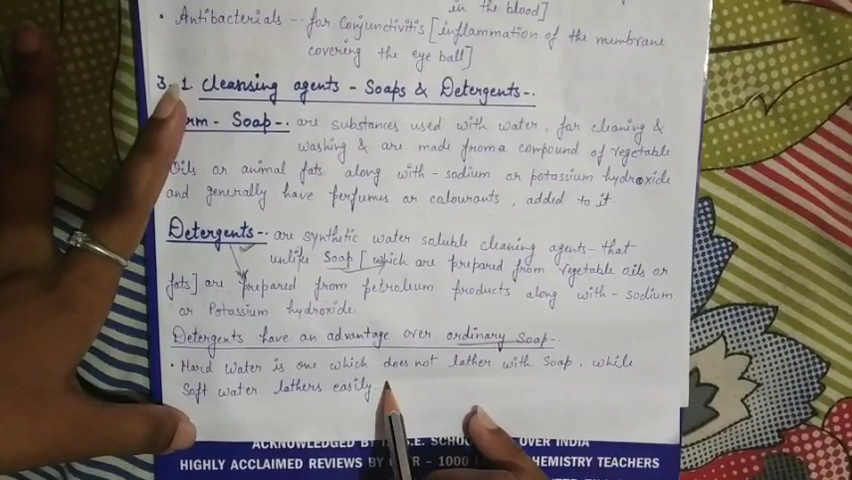 in the blood]
• Antibacterials -. for conjunctivitis [inflammation of the membrane
covering the eye ball]
3. 1. Cleansing agents - Soaps & Detergents -.
Soap -. are substances used with water, for cleaning &
washing & are made from a compound of vegetable
Oils or animal fats along with - sodium or potassium hydroxide
and generally have perfumes or colourants, added to it.
Detergents -. are synthetic water soluble cleaning agents - that
unlike Soap [which are prepared from vegetable oils or
fats] are prepared from petroleum products along with - sodium
or Potassium hydroxide
Detergents have an advantage over ordinary Soap -.
• Hard Water is one which does not lather with Soap, while
Soft water lathers easily.
ACKNOWLEDGED OVER INDIA
HIGHLY ACCLAIMED REVIEWS 1000 CHEMISTRY TEACHERS